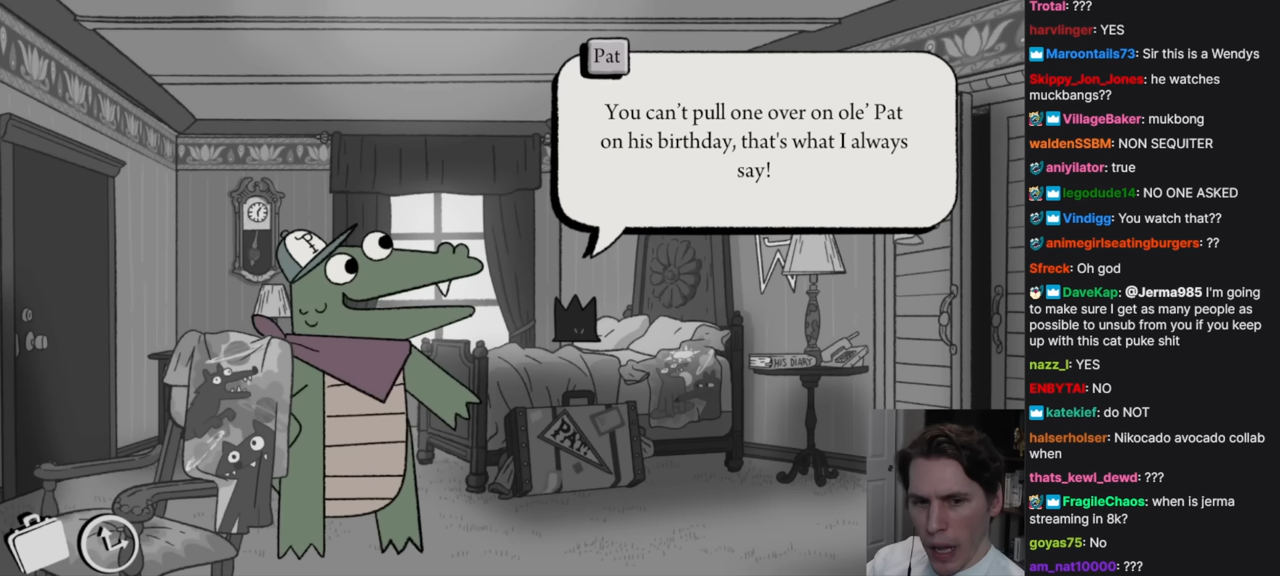 Pat
You can't pull one over on ole' Pat
on his birthday, that's what I always
say!
HIS DIARY
PAT.
Trotal: ???
harvlinger: YES
Maroontails73: Sir this is a Wendys
Skippy_Jon_Jones: he watches
muckbangs??
VillageBaker: mukbong
waldenSSBM: NON SEQUITER
aniyilator: true
legodude14: NO ONE ASKED
Vindigg: You watch that??
animegirlseatingburgers: ??
Sfreck: Oh god
DaveKap: @Jerma985 I'm going
to make sure I get as many people as
possible to unsub from you if you keep
up with this cat puke shit
nazz_l: YES
ENBYTAI: NO
katekief: do NOT
halserholser: Nikocado avocado collab
when
thats_kewl_dewd: ???
FragileChaos: when is jerma
streaming in 8k?
goyas75: No
am_nat10000: ???